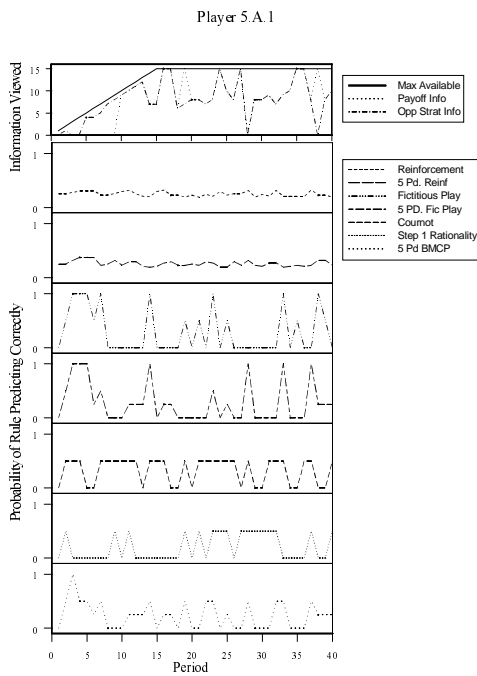 Player 5.A.1
Information Viewed
15
10
5
0
Max Available
Payoff Info
Opp Strat Info
Probability of Rule Predicting Correctly
1
0
1
0
1
0
1
0
1
0
1
0
1
0
Reinforcement
5 Pd. Reinf
Fictitious Play
5 PD. Fic Play
Cournot
Step 1 Rationality
5 Pd BMCP
0 5 10 15 20 25 30 35 40
Period